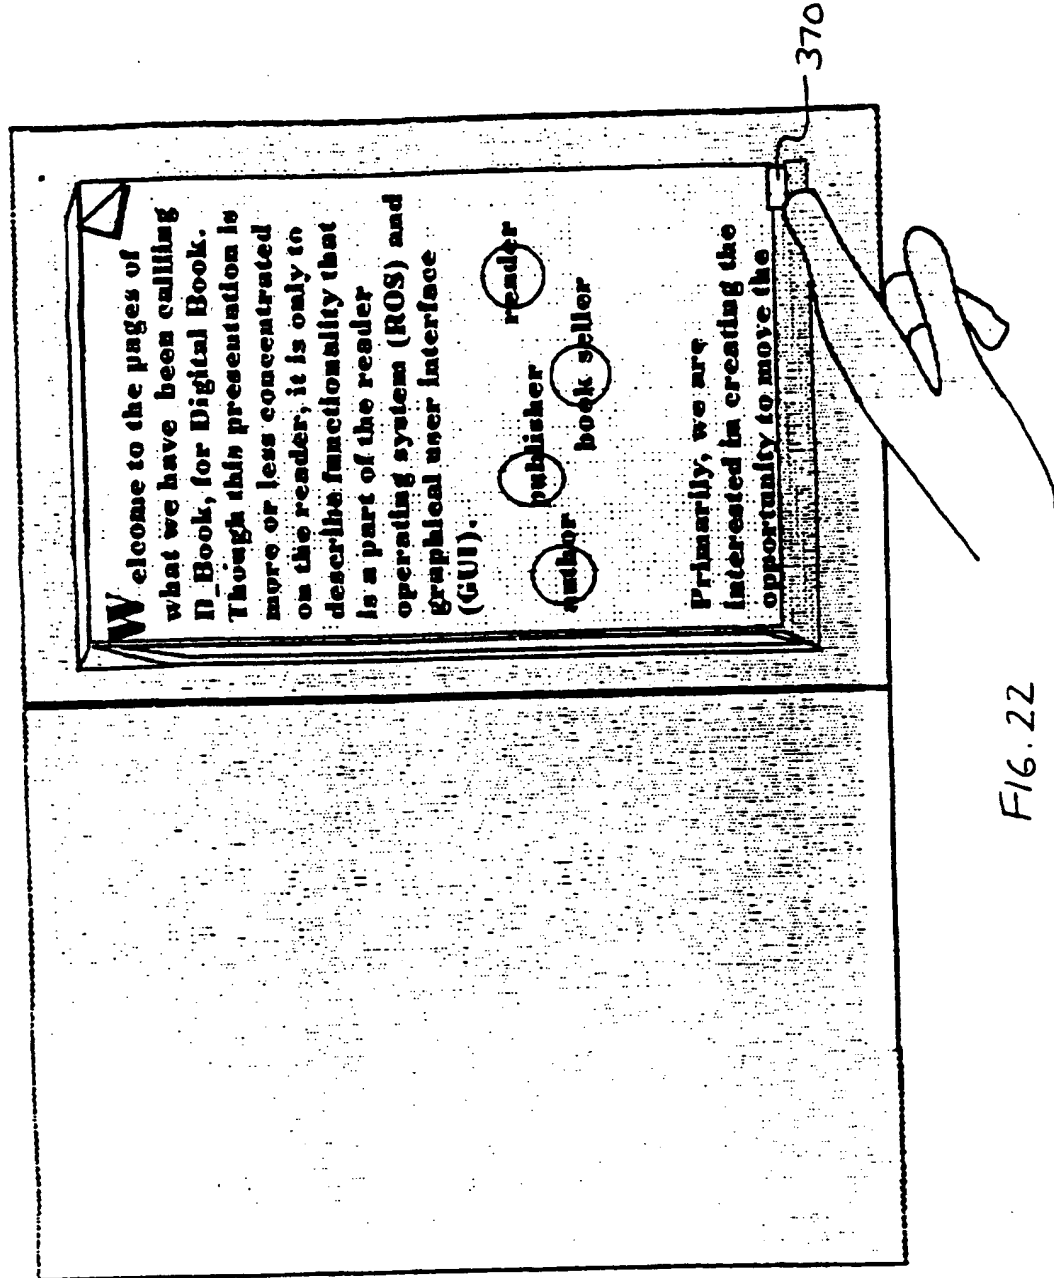 Welcome to the pages of
what we have been callling
D_Book, for Digital Book.
Though this presentation is
more or less concentrated
on the reader, it is only to
describe functionality that
is a part of the reader
operating system (ROS) and
graphical user interface
(GUI).
author
publisher
book seller
reader
Primarily, we are
interested in creating the
opportunity to move the
370
FIG. 22